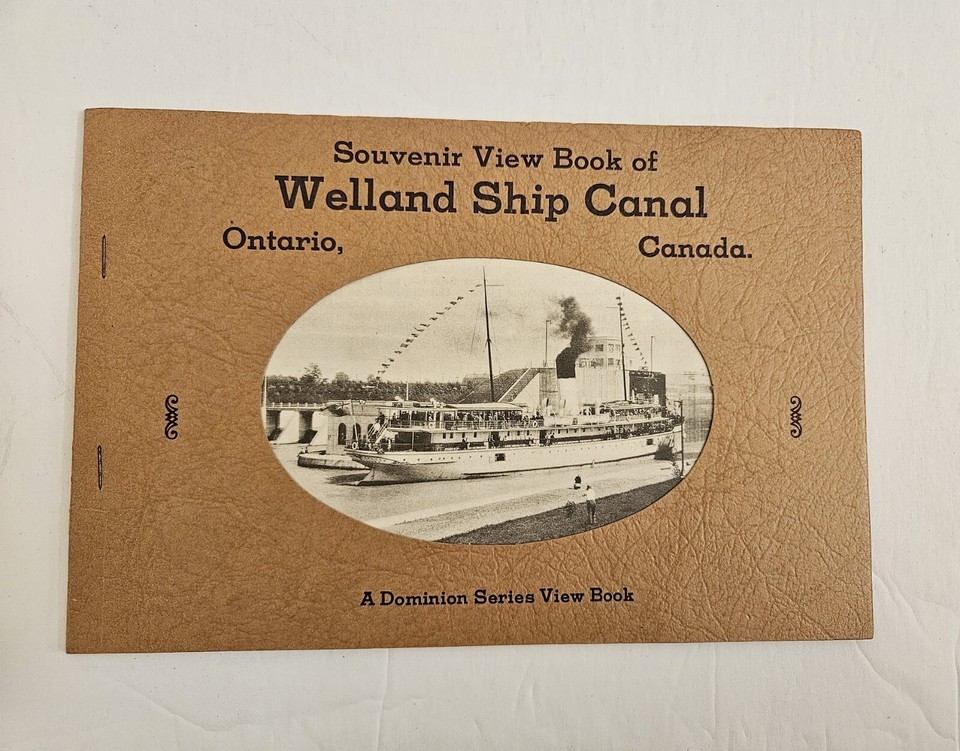 Souvenir View Book of
Welland Ship Canal
Ontario, Canada.
A Dominion Series View Book